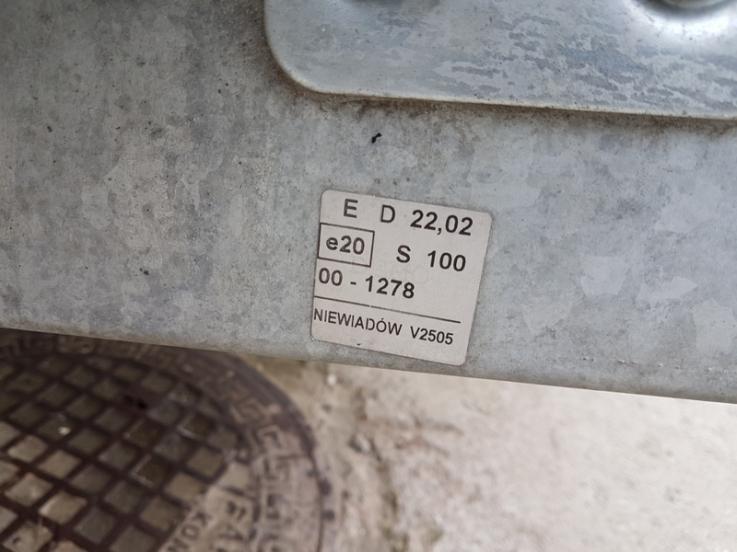 E D 22,02
e20 S 100
00 - 1278
NIEWIADÓW V2505